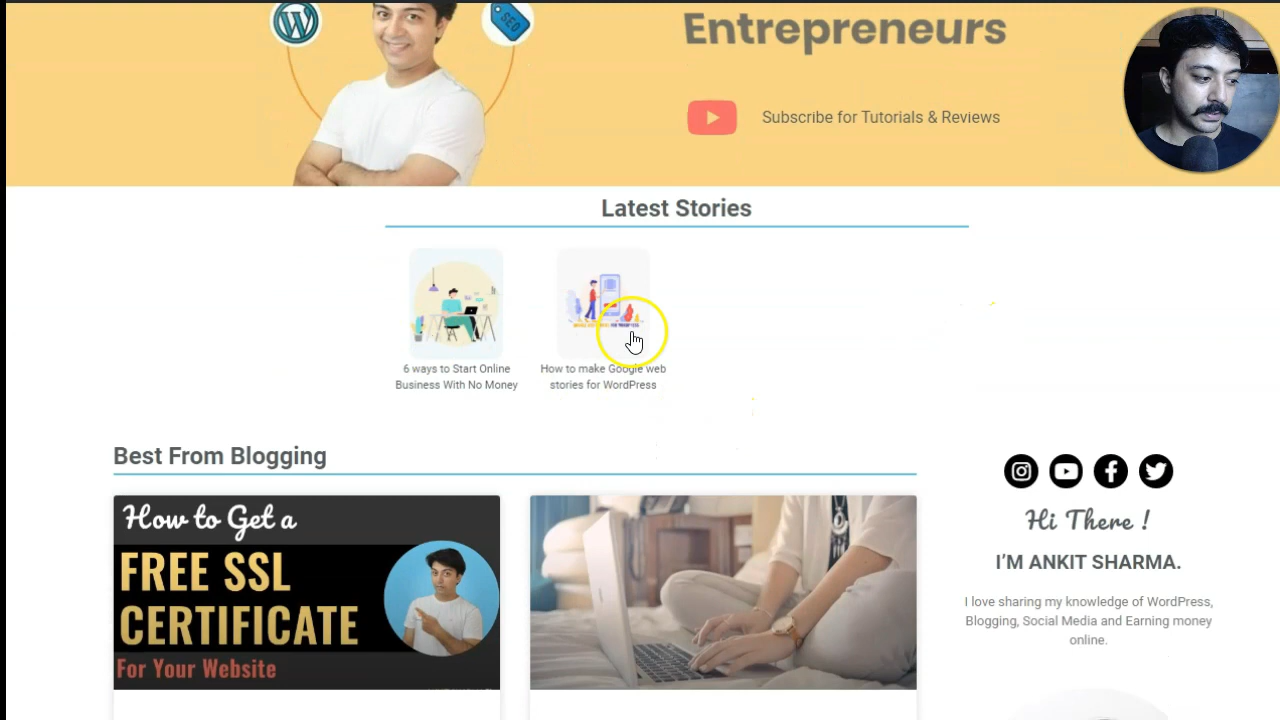 SEO
Entrepreneurs
Subscribe for Tutorials & Reviews
Latest Stories
6 ways to Start Online
Business With No Money
How to make Google web
stories for WordPress
Best From Blogging
How to Get a
FREE SSL
CERTIFICATE
For Your Website
Hi There !
I'M ANKIT SHARMA.
I love sharing my knowledge of WordPress,
Blogging, Social Media and Earning money
online.